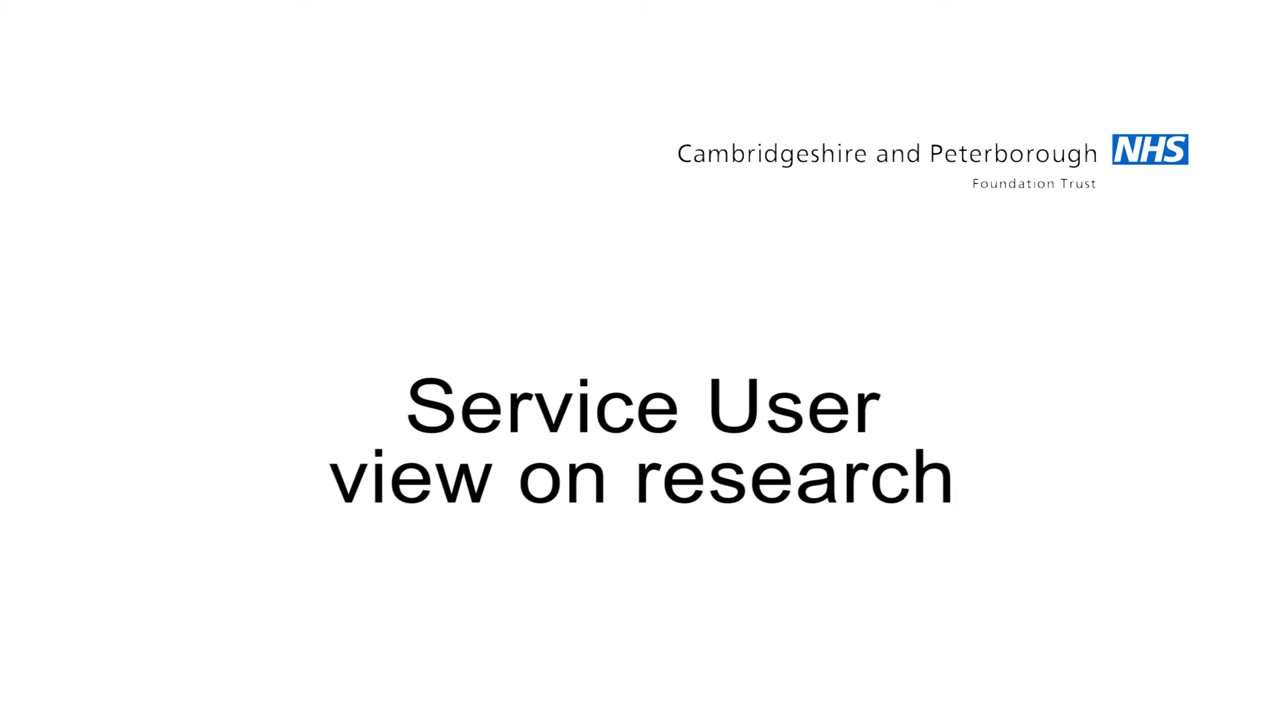 Cambridgeshire and Peterborough NHS
Foundation Trust
Service User
view on research